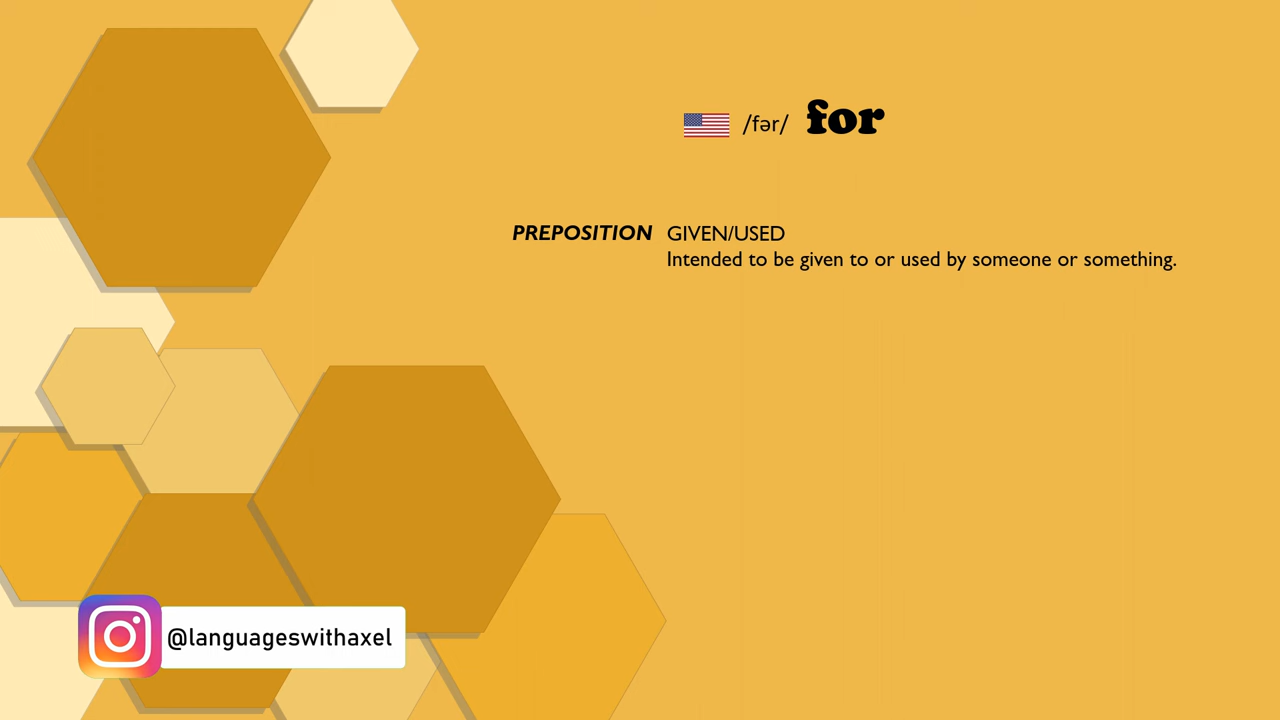 /fər/ for
PREPOSITION GIVEN/USED
Intended to be given to or used by someone or something.
@languageswithaxel